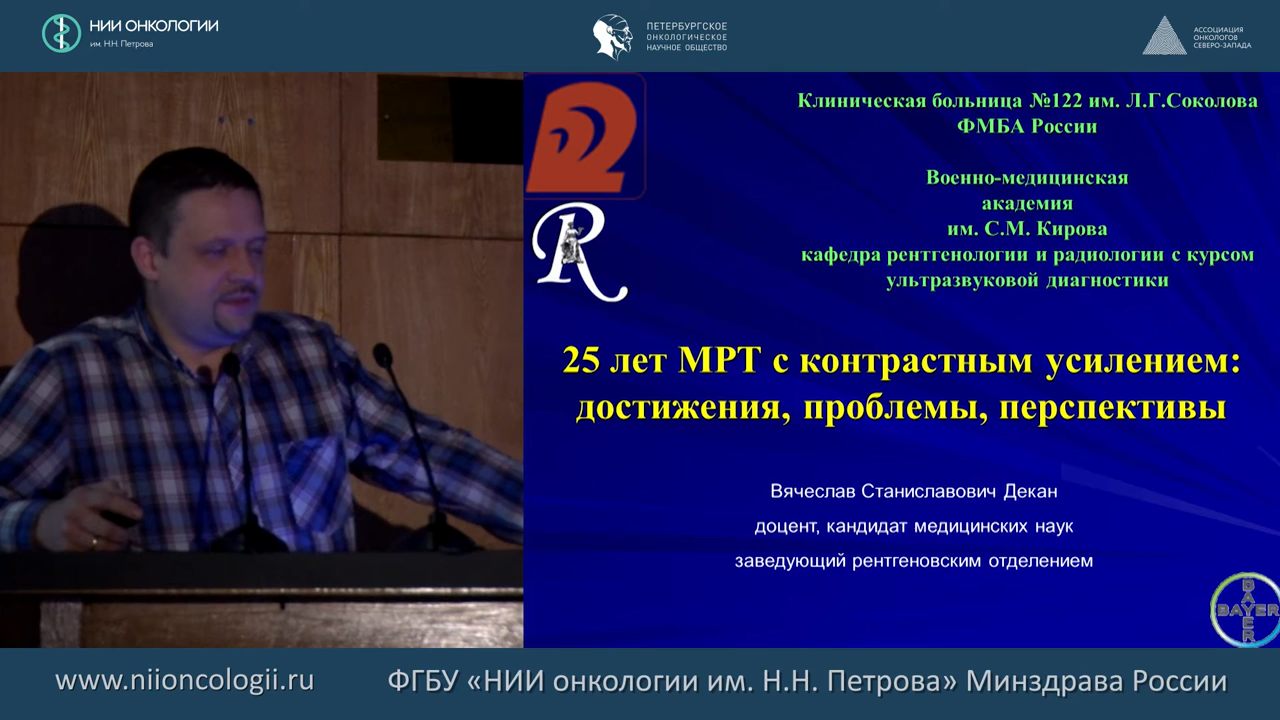 НИИ ОНКОЛОГИИ
им. Н.Н. Петрова
ПЕТЕРБУРГСКОЕ
ОНКОЛОГИЧЕСКОЕ
НАУЧНОЕ ОБЩЕСТВО
АССОЦИАЦИЯ
ОНКОЛОГОВ
СЕВЕРО-ЗАПАДА
Клиническая больница №122 им. Л.Г.Соколова
ФМБА России
Военно-медицинская
академия
им. С.М. Кирова
кафедра рентгенологии и радиологии с курсом
ультразвуковой диагностики
25 лет МРТ с контрастным усилением:
достижения, проблемы, перспективы
Вячеслав Станиславович Декан
доцент, кандидат медицинских наук
заведующий рентгеновским отделением
BAYER
BAYER
www.niioncologii.ru
ФГБУ «НИИ онкологии им. Н.Н. Петрова» Минздрава России